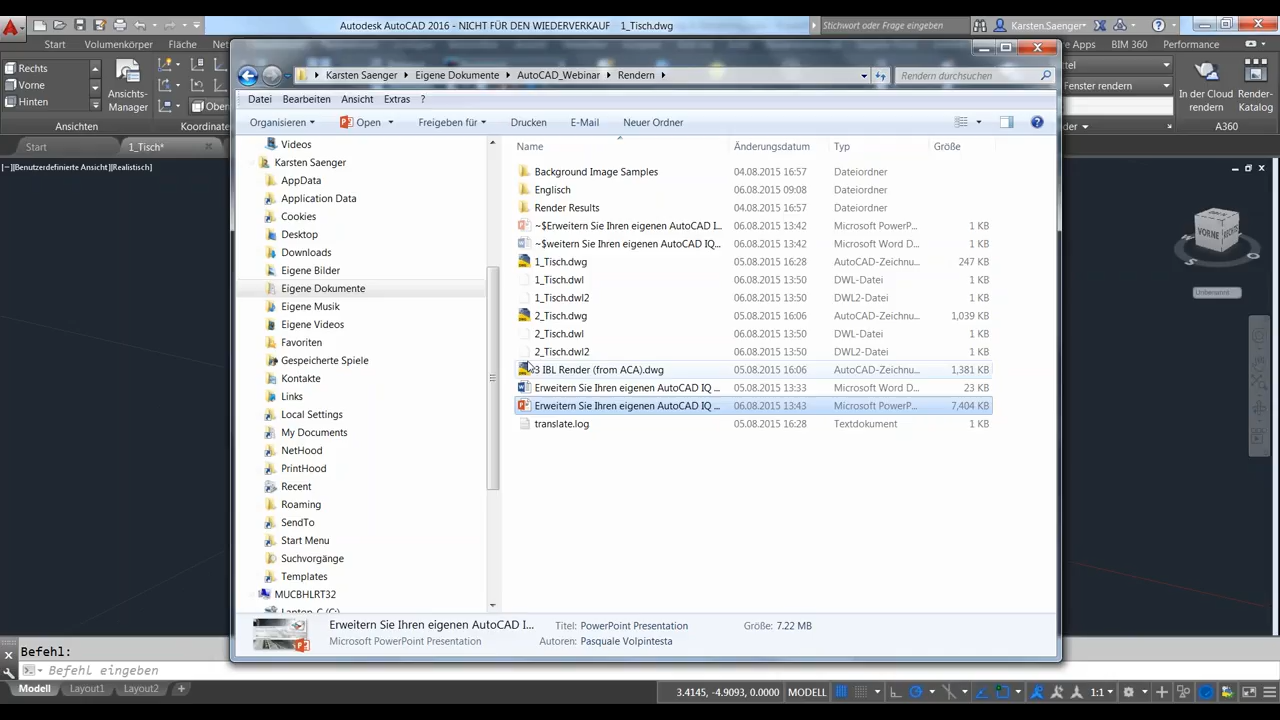 Autodesk AutoCAD 2016 - NICHT FÜR DEN WIEDERVERKAUF 1_Tisch.dwg
Stichwort oder Frage eingeben
Karsten.Saenger
Start Volumenkörper Fläche
Apps BIM 360 Performance
Rechts
Vorne
Hinten
Ansichts-
Manager
Ansichten
Koordina
Fenster rendern
In der Cloud
rendern
Render-
Katalog
A360
Start
1_Tisch*
[−][Benutzerdefinierte Ansicht][Realistisch]
Karsten Saenger
Eigene Dokumente
AutoCAD_Webinar
Rendern
Rendern durchsuchen
Datei Bearbeiten Ansicht Extras ?
Organisieren
Open
Freigeben für
Drucken
E-Mail
Neuer Ordner
Videos
Karsten Saenger
AppData
Application Data
Cookies
Desktop
Downloads
Eigene Bilder
Eigene Dokumente
Eigene Musik
Eigene Videos
Favoriten
Gespeicherte Spiele
Kontakte
Links
Local Settings
My Documents
NetHood
PrintHood
Recent
Roaming
SendTo
Start Menu
Suchvorgänge
Templates
MUCBHLRT32
Name Änderungsdatum Typ Größe
Background Image Samples 04.08.2015 16:57 Dateiordner
Englisch 06.08.2015 09:08 Dateiordner
Render Results 04.08.2015 16:57 Dateiordner
~$Erweitern Sie Ihren eigenen AutoCAD I... 06.08.2015 13:42 Microsoft PowerP... 1 KB
~$weitern Sie Ihren eigenen AutoCAD IQ... 06.08.2015 13:42 Microsoft Word D... 1 KB
1_Tisch.dwg 05.08.2015 16:28 AutoCAD-Zeichnu... 247 KB
1_Tisch.dwl 06.08.2015 13:50 DWL-Datei 1 KB
1_Tisch.dwl2 06.08.2015 13:50 DWL2-Datei 1 KB
2_Tisch.dwg 05.08.2015 16:06 AutoCAD-Zeichnu... 1,039 KB
2_Tisch.dwl 06.08.2015 13:50 DWL-Datei 1 KB
2_Tisch.dwl2 06.08.2015 13:50 DWL2-Datei 1 KB
3 IBL Render (from ACA).dwg 05.08.2015 16:06 AutoCAD-Zeichnu... 1,381 KB
Erweitern Sie Ihren eigenen AutoCAD IQ ... 06.08.2015 13:33 Microsoft Word D... 23 KB
Erweitern Sie Ihren eigenen AutoCAD IQ ... 06.08.2015 13:43 Microsoft PowerP... 7,404 KB
translate.log 05.08.2015 16:28 Textdokument 1 KB
VORNE
RECHTS
Unbenannt
Erweitern Sie Ihren eigenen AutoCAD I... Titel: PowerPoint Presentation Größe: 7.22 MB
Microsoft PowerPoint Presentation Autoren: Pasquale Volpintesta
Befehl:
Befehl eingeben
Modell Layout1 Layout2 +
3.4145, -4.9093, 0.0000 MODELL
1:1